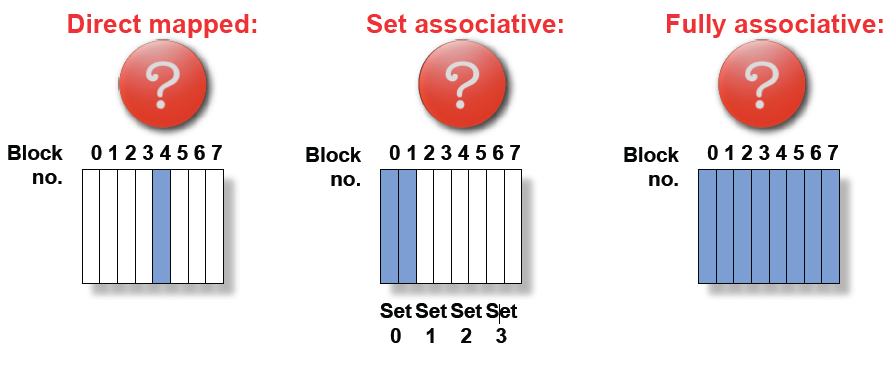 Direct mapped:
?
Block no.
0 1 2 3 4 5 6 7
Set associative:
?
Block no.
0 1 2 3 4 5 6 7
Set 0
Set 1
Set 2
Set 3
Fully associative:
?
Block no.
0 1 2 3 4 5 6 7